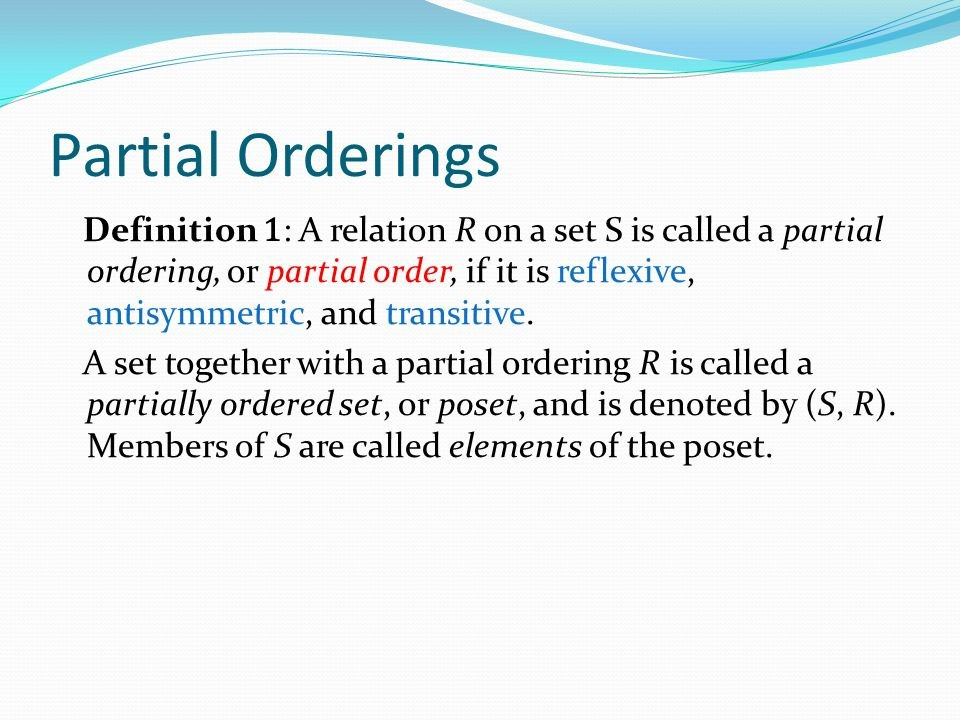 Partial Orderings
Definition 1: A relation R on a set S is called a partial
ordering, or partial order, if it is reflexive,
antisymmetric, and transitive.
A set together with a partial ordering R is called a
partially ordered set, or poset, and is denoted by (S, R).
Members of S are called elements of the poset.